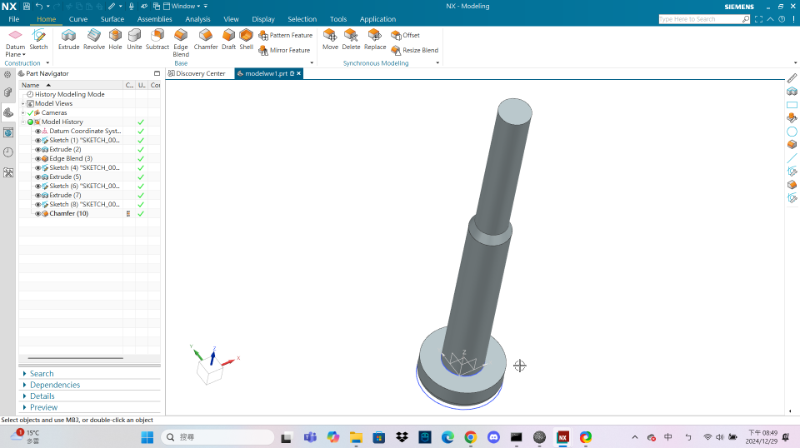 NX
Window
NX - Modeling
SIEMENS
File Home Curve Surface Assemblies Analysis View Display Selection Tools Application
Type here to Search
Datum Plane Sketch Extrude Revolve Hole Unite Subtract Edge Blend Chamfer Draft Shell Pattern Feature Mirror Feature Move Delete Replace Offset Resize Blend
Construction Base Synchronous Modeling
Part Navigator
Discovery Center modelww1.prt
Name C... U... Cor
History Modeling Mode
Model Views
Cameras
Model History
Datum Coordinate Syst...
Sketch (1) "SKETCH_00...
Extrude (2)
Edge Blend (3)
Sketch (4) "SKETCH_00...
Extrude (5)
Sketch (6) "SKETCH_00...
Extrude (7)
Sketch (8) "SKETCH_00...
Chamfer (10)
Z
Y
Z
X
Search
Dependencies
Details
Preview
Select objects and use MB3, or double-click an object
1
15°C
搜尋
NX
中
下午 08:49
2024/12/29